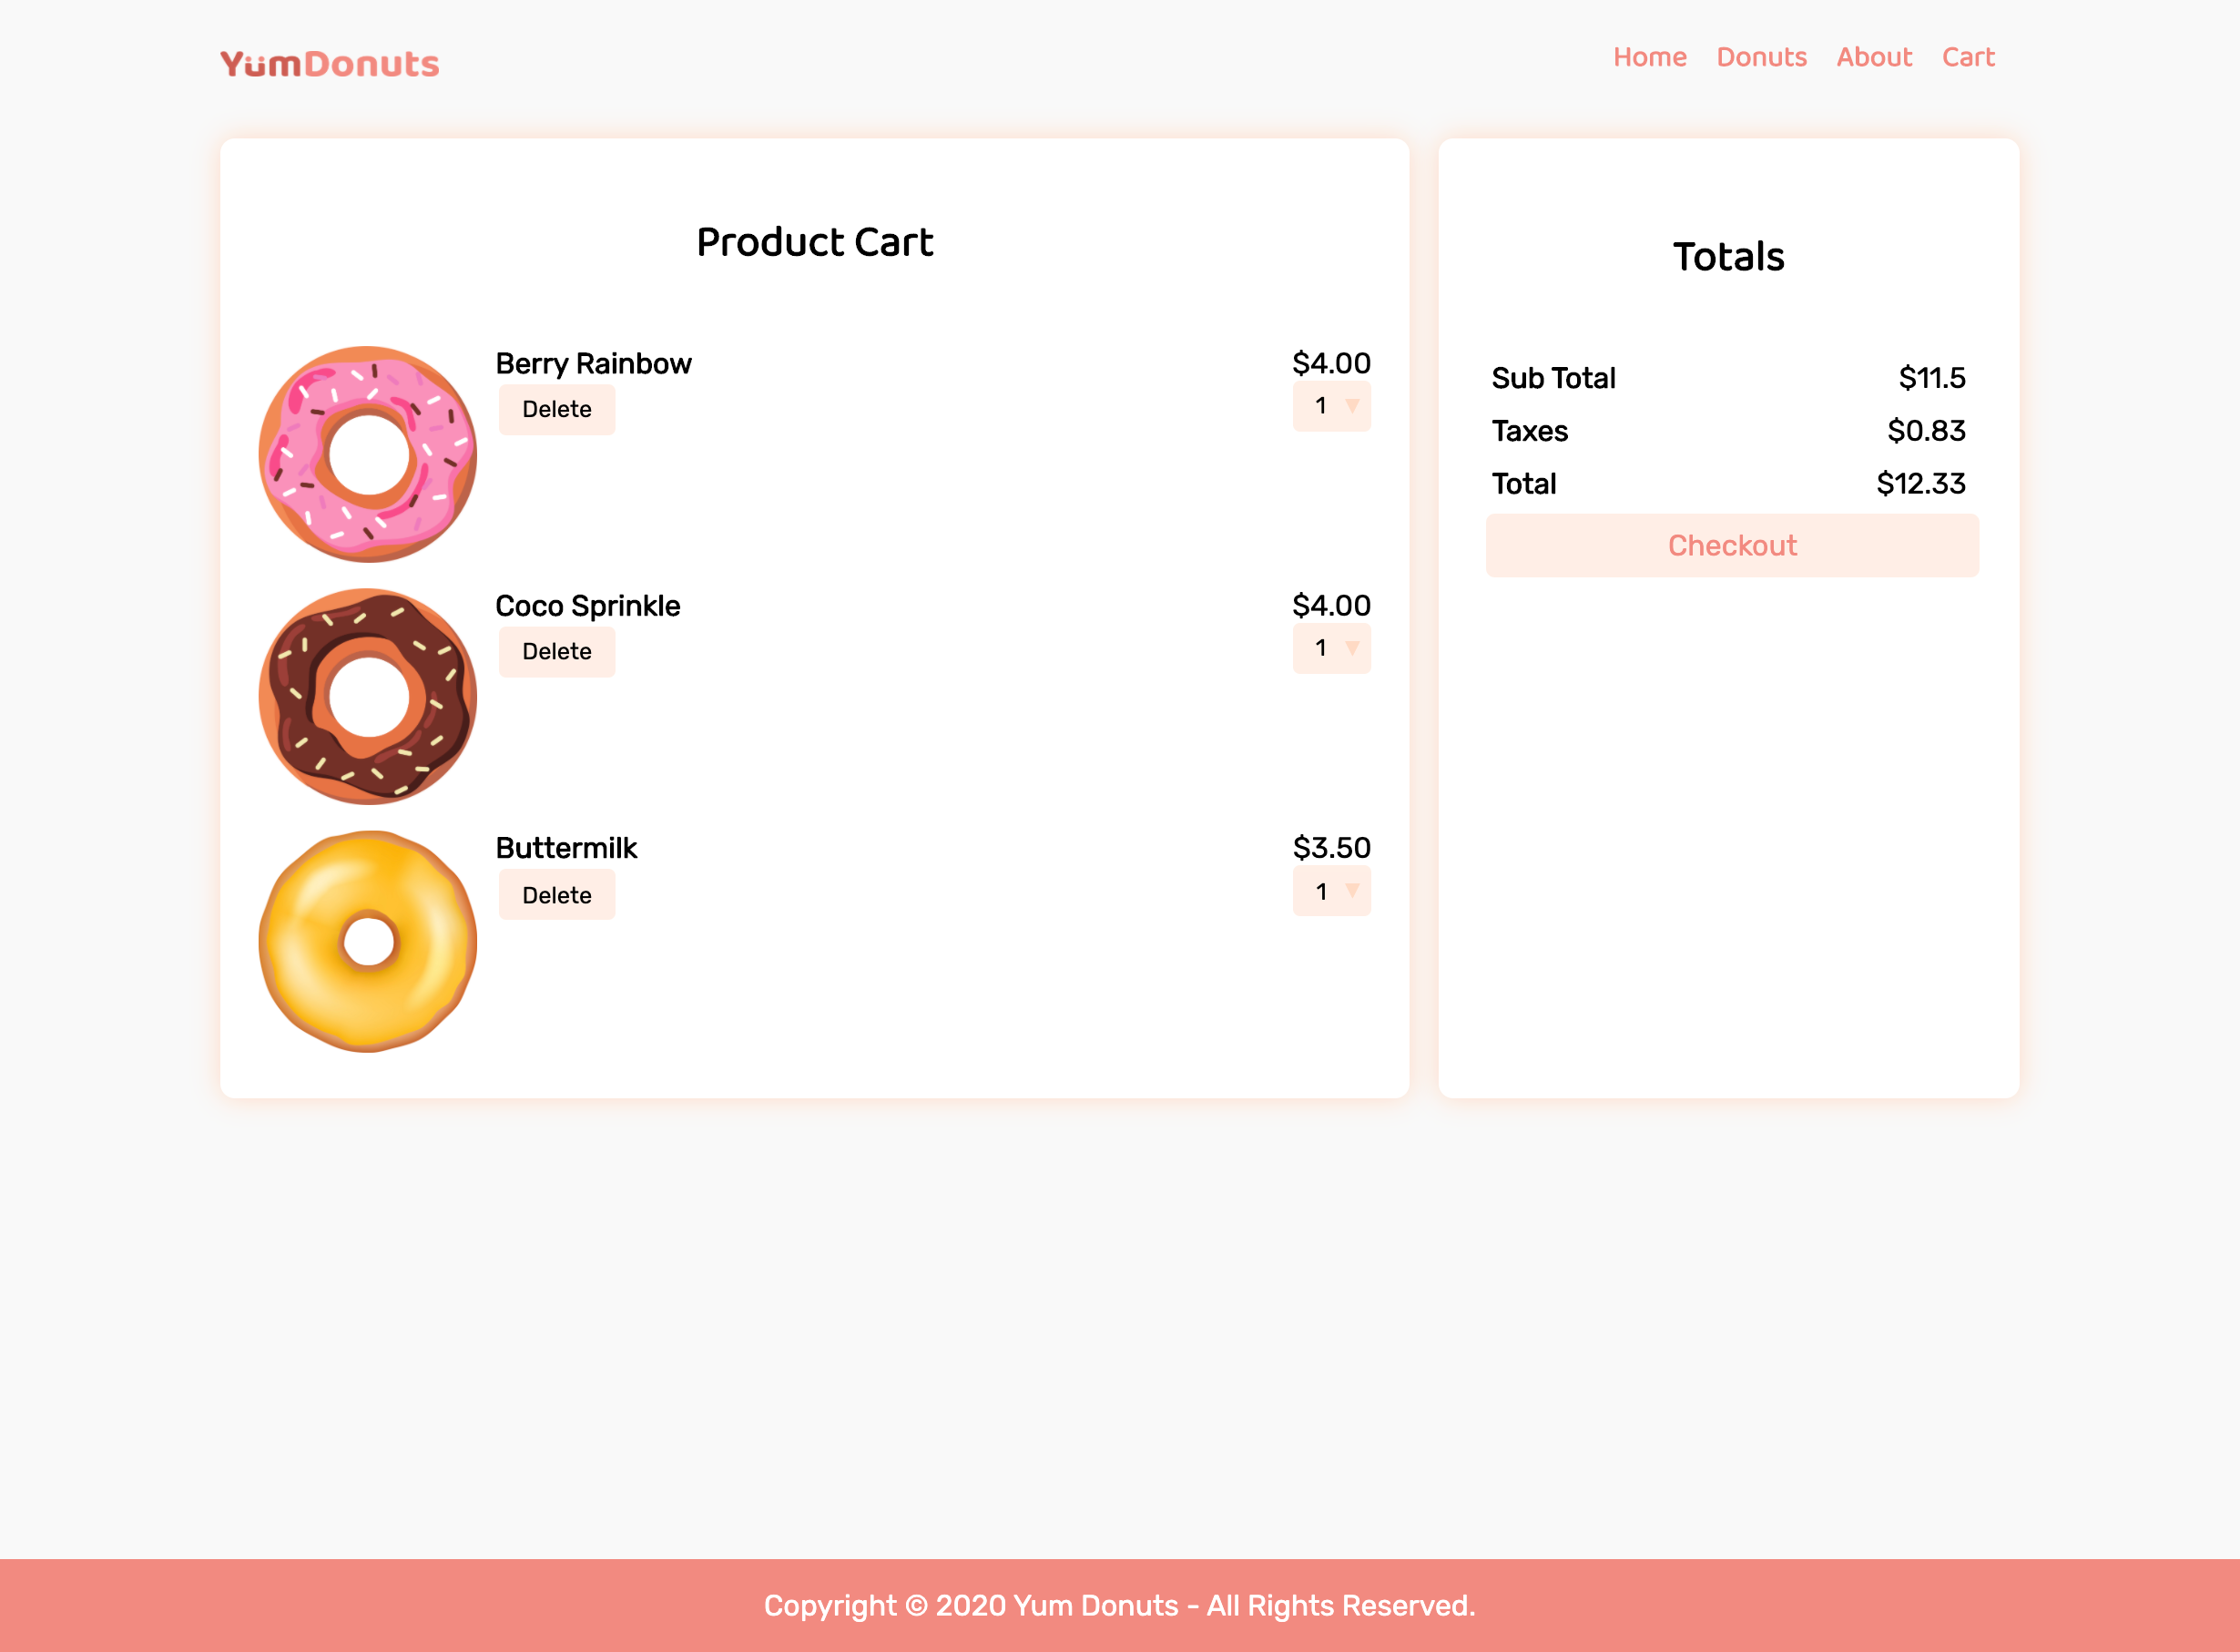 YümDonuts
Home Donuts About Cart
Product Cart
Berry Rainbow $4.00
Delete 1
Coco Sprinkle $4.00
Delete 1
Buttermilk $3.50
Delete 1
Totals
Sub Total $11.5
Taxes $0.83
Total $12.33
Checkout
Copyright © 2020 Yum Donuts - All Rights Reserved.